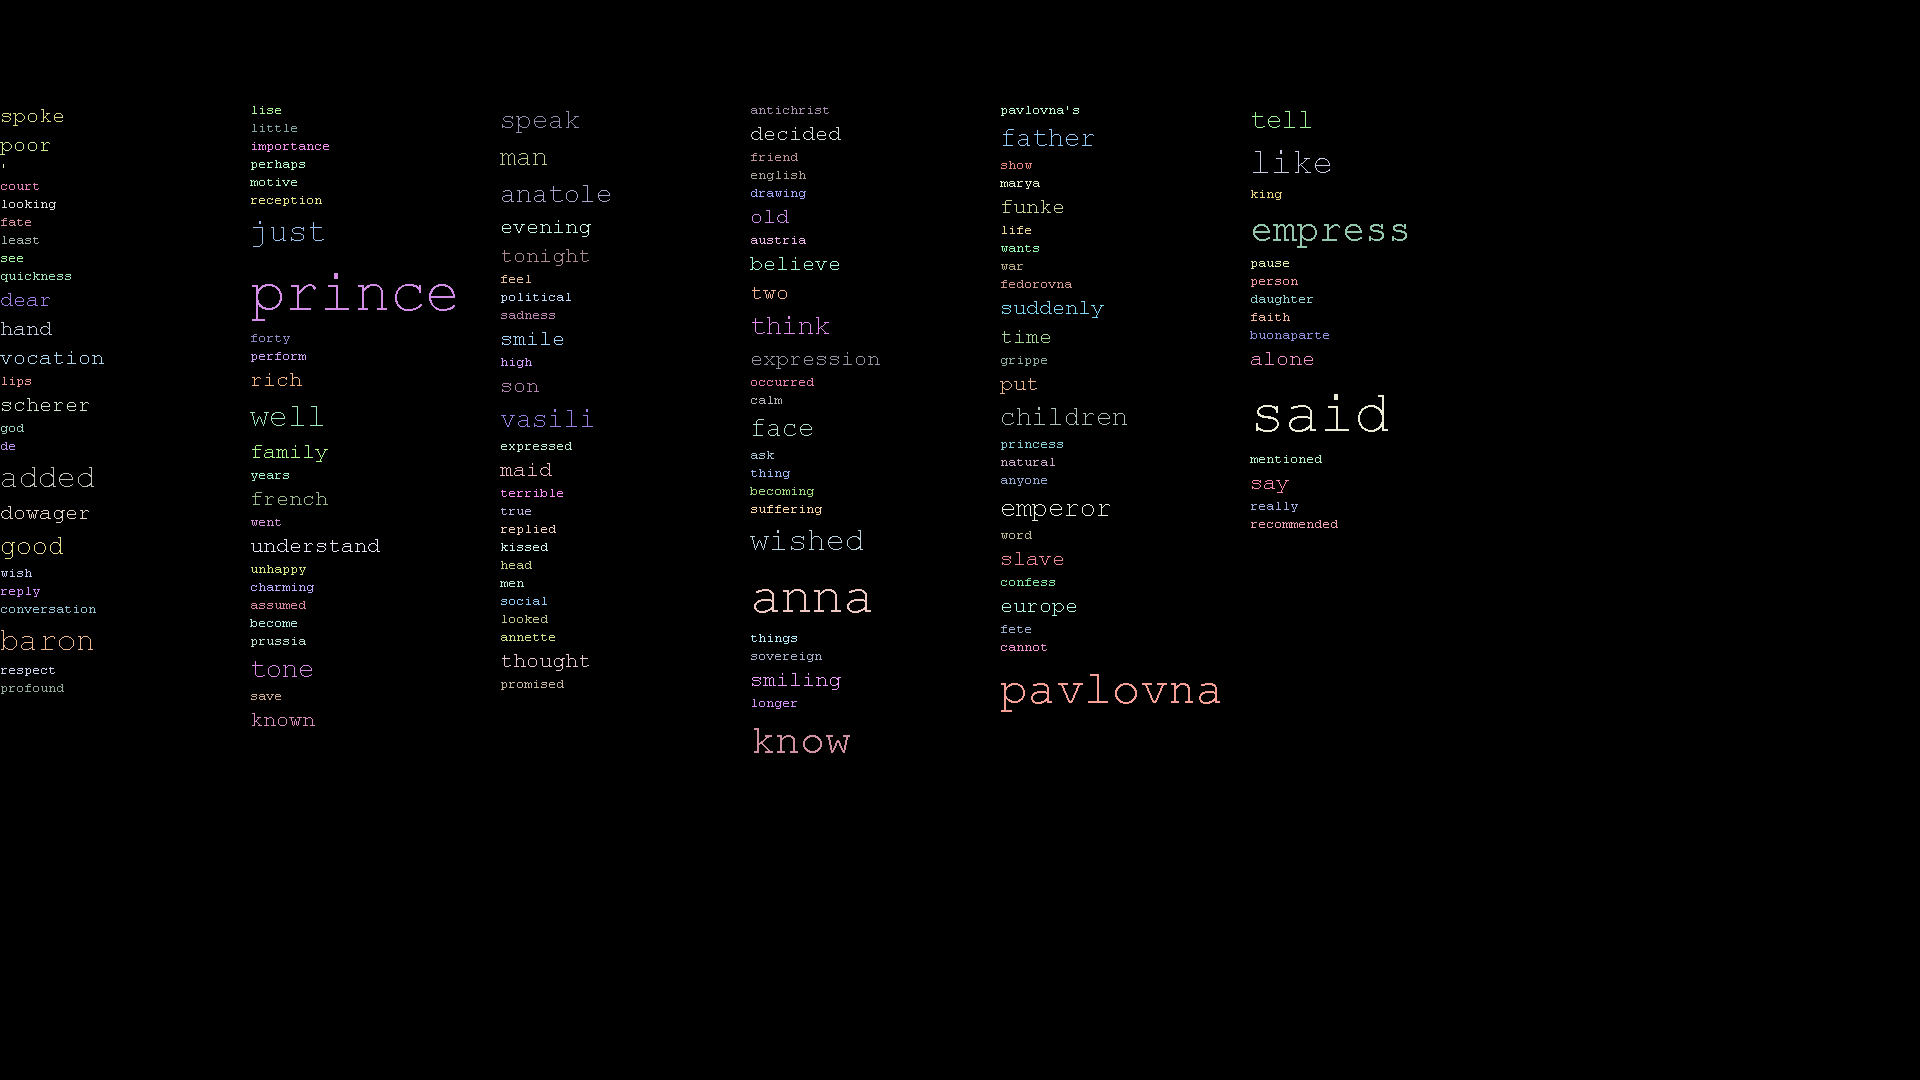 spoke
poor
'
court
looking
fate
least
see
quickness
dear
hand
vocation
lips
scherer
god
de
added
dowager
good
wish
reply
conversation
baron
respect
profound
lise
little
importance
perhaps
motive
reception
just
prince
forty
perform
rich
well
family
years
french
went
understand
unhappy
charming
assumed
become
prussia
tone
save
known
speak
man
anatole
evening
tonight
feel
political
sadness
smile
high
son
vasili
expressed
maid
terrible
true
replied
kissed
head
men
social
looked
annette
thought
promised
antichrist
decided
friend
english
drawing
old
austria
believe
two
think
expression
occurred
calm
face
ask
thing
becoming
suffering
wished
anna
things
sovereign
smiling
longer
know
pavlovna's
father
show
marya
funke
life
wants
war
fedorovna
suddenly
time
grippe
put
children
princess
natural
anyone
emperor
word
slave
confess
europe
fete
cannot
pavlovna
tell
like
king
empress
pause
person
daughter
faith
buonaparte
alone
said
mentioned
say
really
recommended